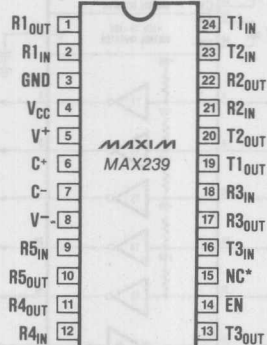 R1OUT 1 24 T1IN
R1IN 2 23 T2IN
GND 3 22 R2OUT
VCC 4 21 R2IN
V+ 5 20 T2OUT
C+ 6 19 T1OUT
C- 7 18 R3IN
V- 8 17 R3OUT
R5IN 9 16 T3IN
R5OUT 10 15 NC*
R4OUT 11 14 EN
R4IN 12 13 T3OUT
MAXIM
MAX239